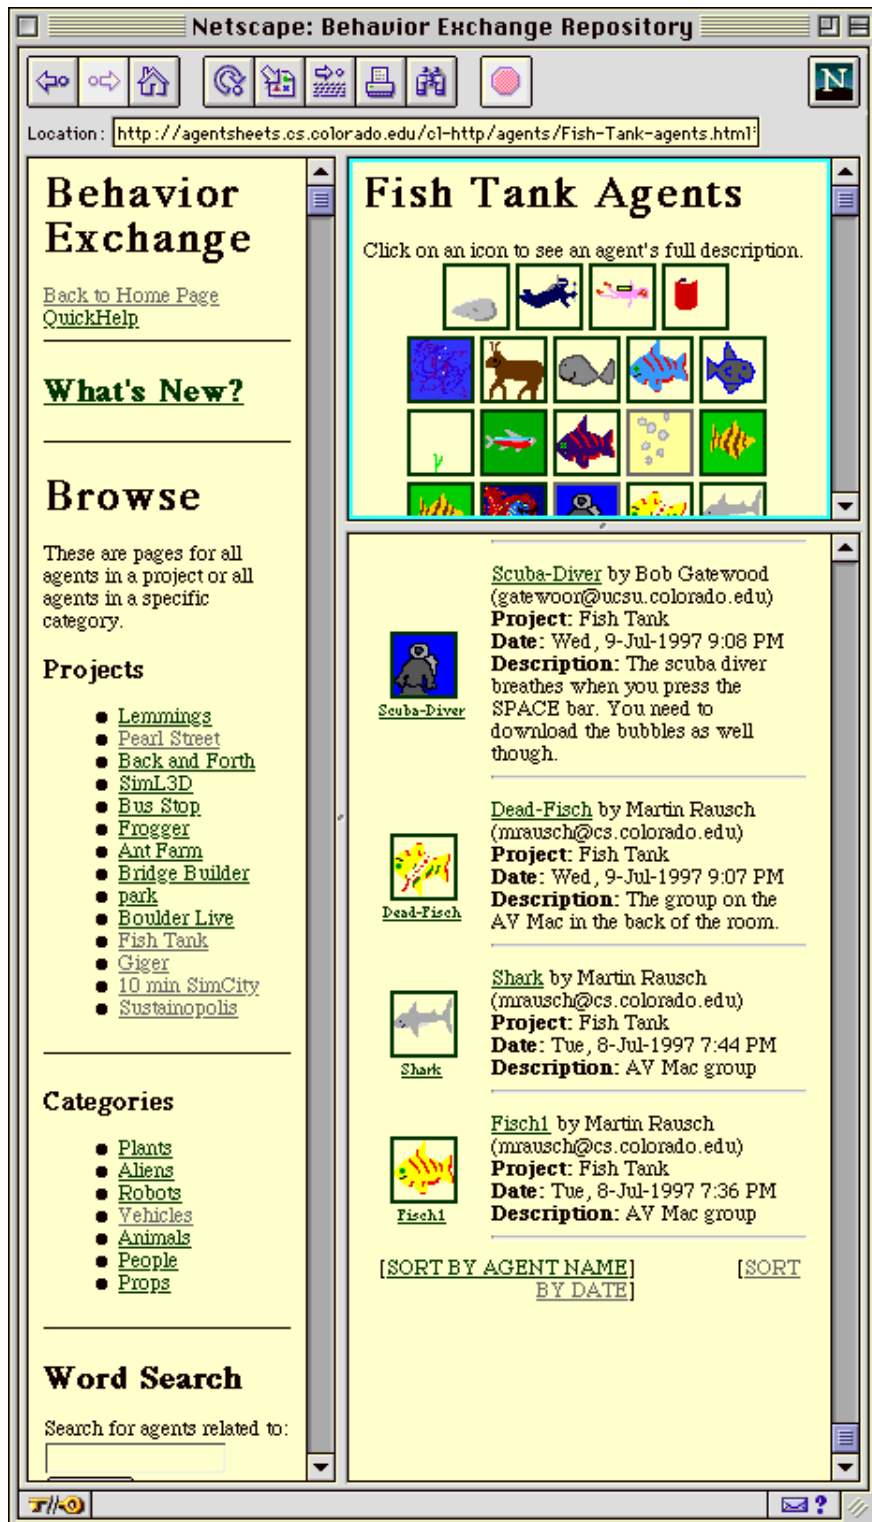 Netscape: Behavior Exchange Repository
N
Location: http://agentsheets.cs.colorado.edu/cl-http/agents/Fish-Tank-agents.html
Behavior
Exchange
Back to Home Page
QuickHelp
What's New?
Browse
These are pages for all
agents in a project or all
agents in a specific
category.
Projects
Lemmings
Pearl Street
Back and Forth
SimL3D
Bus Stop
Frogger
Ant Farm
Bridge Builder
park
Boulder Live
Fish Tank
Giger
10 min SimCity
Sustainopolis
Categories
Plants
Aliens
Robots
Vehicles
Animals
People
Props
Word Search
Search for agents related to:
Fish Tank Agents
Click on an icon to see an agent's full description.
Scuba-Diver
Scuba-Diver by Bob Gatewood
(gatewoor@ucsu.colorado.edu)
Project: Fish Tank
Date: Wed, 9-Jul-1997 9:08 PM
Description: The scuba diver
breathes when you press the
SPACE bar. You need to
download the bubbles as well
though.
Dead-Fisch
Dead-Fisch by Martin Rausch
(mrausch@cs.colorado.edu)
Project: Fish Tank
Date: Wed, 9-Jul-1997 9:07 PM
Description: The group on the
AV Mac in the back of the room.
Shark
Shark by Martin Rausch
(mrausch@cs.colorado.edu)
Project: Fish Tank
Date: Tue, 8-Jul-1997 7:44 PM
Description: AV Mac group
Fisch1
Fisch1 by Martin Rausch
(mrausch@cs.colorado.edu)
Project: Fish Tank
Date: Tue, 8-Jul-1997 7:36 PM
Description: AV Mac group
[SORT BY AGENT NAME] [SORT
BY DATE]
?